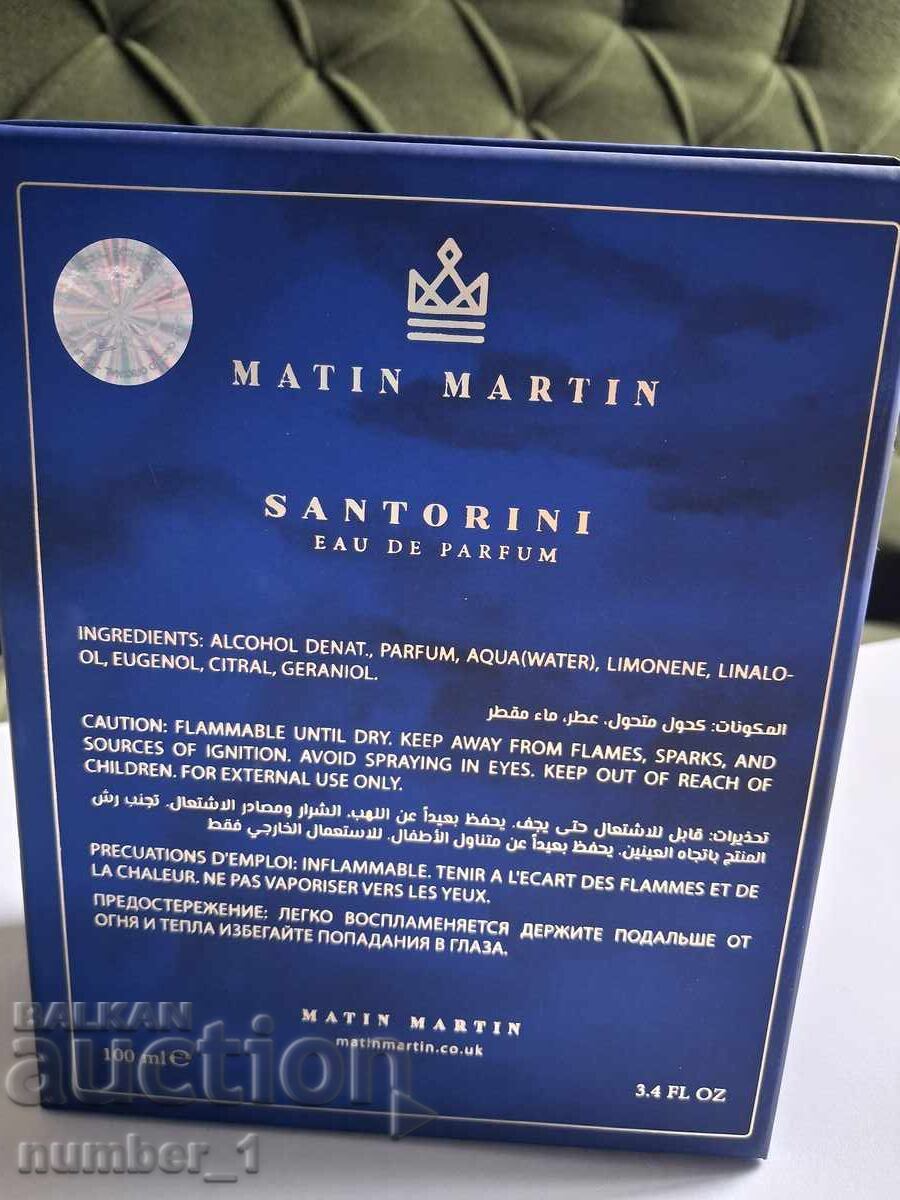 MATIN MARTIN
SANTORINI
EAU DE PARFUM
INGREDIENTS: ALCOHOL DENAT., PARFUM, AQUA(WATER), LIMONENE, LINALO-
OL, EUGENOL, CITRAL, GERANIOL.
المكونات: كحول متحول، عطر، ماء مقطر
CAUTION: FLAMMABLE UNTIL DRY. KEEP AWAY FROM FLAMES, SPARKS, AND
SOURCES OF IGNITION. AVOID SPRAYING IN EYES. KEEP OUT OF REACH OF
CHILDREN. FOR EXTERNAL USE ONLY.
تحذيرات: قابل للاشتعال حتى يجف. يحفظ بعيداً عن اللهب، الشرار ومصادر الاشتعال. تجنب رش
المنتج باتجاه العينين. يحفظ بعيداً عن متناول الأطفال. للاستعمال الخارجي فقط
PRECUATIONS D'EMPLOI: INFLAMMABLE. TENIR A L'ECART DES FLAMMES ET DE
LA CHALEUR. NE PAS VAPORISER VERS LES YEUX.
ПРЕДОСТЕРЕЖЕНИЕ: ЛЕГКО ВОСПЛАМЕНЯЕТСЯ ДЕРЖИТЕ ПОДАЛЬШЕ ОТ
ОГНЯ И ТЕПЛА ИЗБЕГАЙТЕ ПОПАДАНИЯ В ГЛАЗА.
MATIN MARTIN
matinmartin.co.uk
100 ml ℮
3.4 FL OZ
BALKAN
auction
number_1